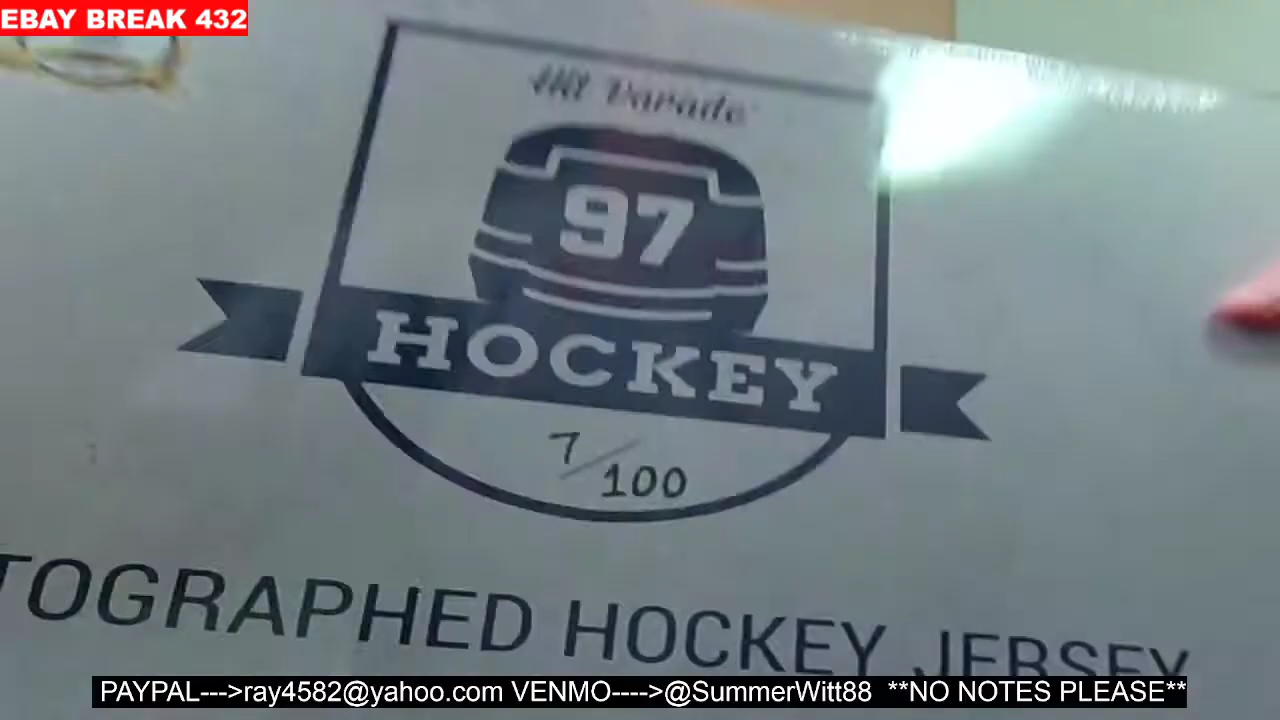 EBAY BREAK 432
Hit Parade
97
HOCKEY
7/100
TOGRAPHED HOCKEY JERSEY
PAYPAL--->ray4582@yahoo.com VENMO---->@SummerWitt88 **NO NOTES PLEASE**